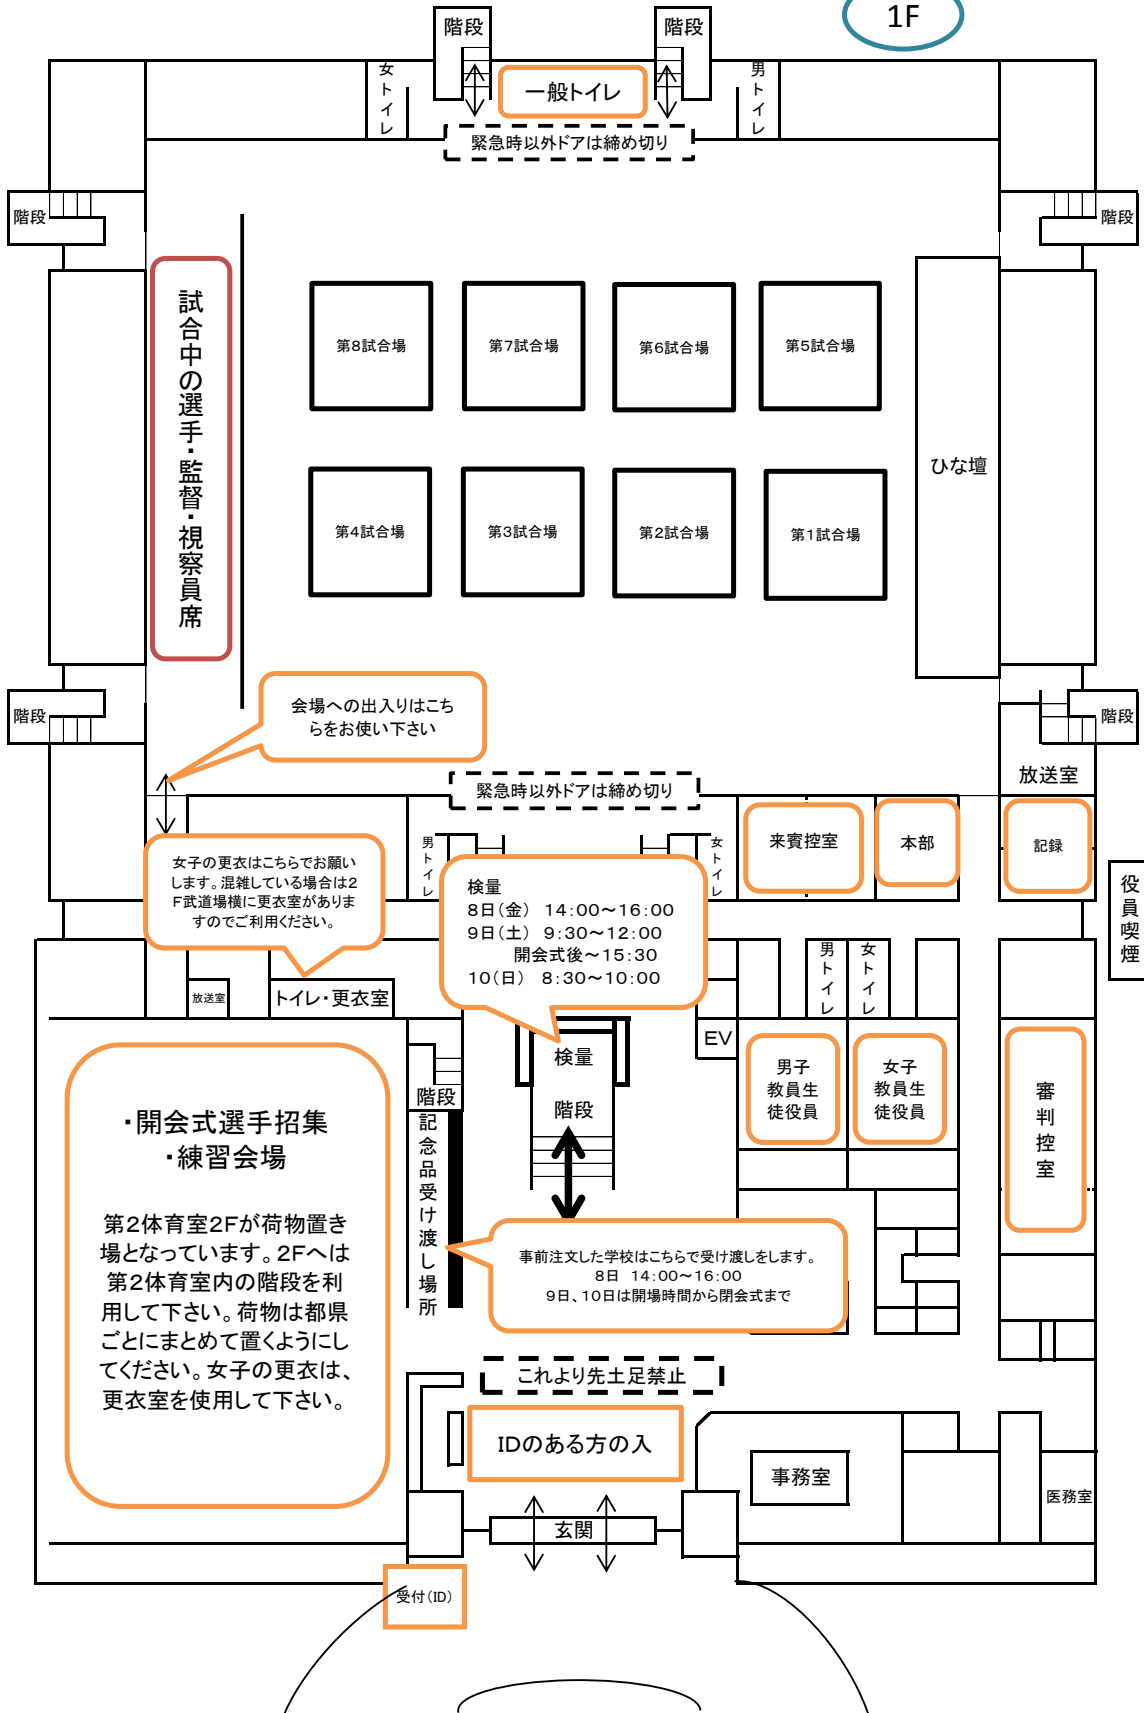 1F
階段
階段
女トイレ
一般トイレ
男トイレ
緊急時以外ドアは締め切り
階段
階段
試合中の選手・監督・視察員席
第8試合場
第7試合場
第6試合場
第5試合場
ひな壇
第4試合場
第3試合場
第2試合場
第1試合場
階段
会場への出入りはこち
らをお使い下さい
階段
放送室
緊急時以外ドアは締め切り
男トイレ
女トイレ
来賓控室
本部
記録
役員喫煙
女子の更衣はこちらでお願い
します。混雑している場合は2
F武道場横に更衣室がありま
すのでご利用ください。
検量
8日(金) 14:00～16:00
9日(土) 9:30～12:00
開会式後～15:30
10(日) 8:30～10:00
男トイレ
女トイレ
放送室
トイレ・更衣室
EV
検量
階段
階段
男子
教員生
徒役員
女子
教員生
徒役員
審判控室
・開会式選手招集
・練習会場
第2体育室2Fが荷物置き
場となっています。2Fへは
第2体育室内の階段を利
用して下さい。荷物は都県
ごとにまとめて置くようにし
てください。女子の更衣は、
更衣室を使用して下さい。
記念品受け渡し場所
事前注文した学校はこちらで受け渡しをします。
8日 14:00～16:00
9日、10日は開場時間から閉会式まで
これより先土足禁止
IDのある方の入
事務室
医務室
玄関
受付(ID)